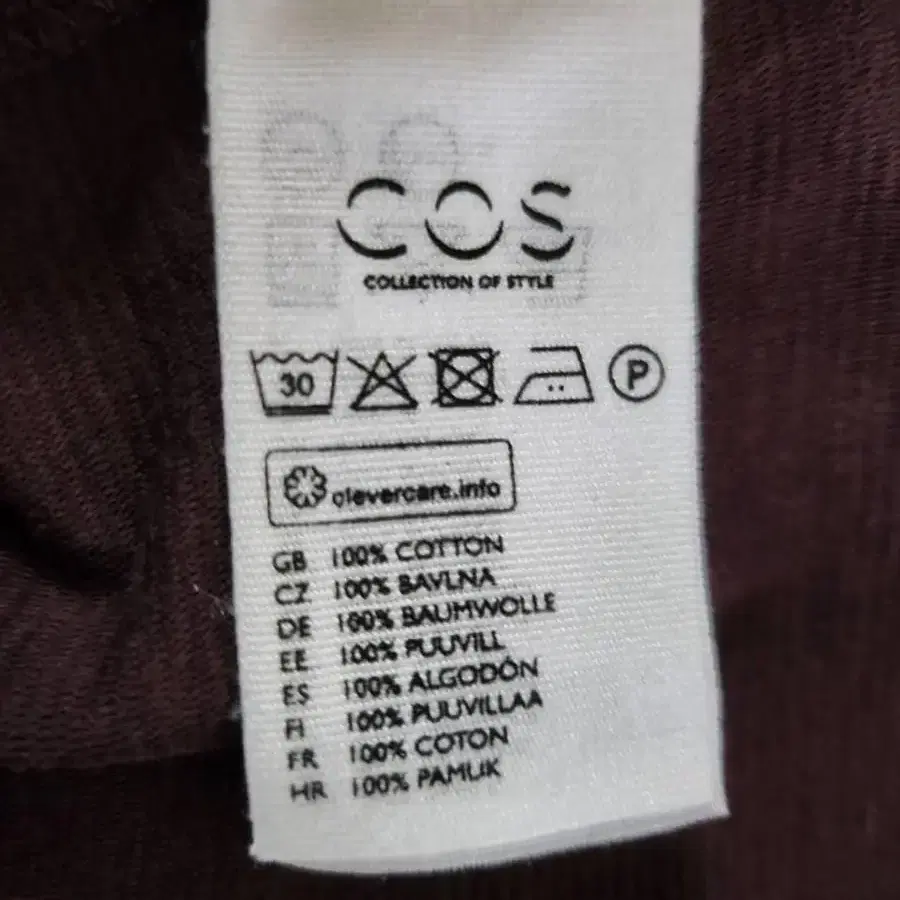 COS
COLLECTION OF STYLE
30 P
clevercare.info
GB 100% COTTON
CZ 100% BAVLNA
DE 100% BAUMWOLLE
EE 100% PUUVILL
ES 100% ALGODÓN
FI 100% PUUVILLAA
FR 100% COTON
HR 100% PAMUK